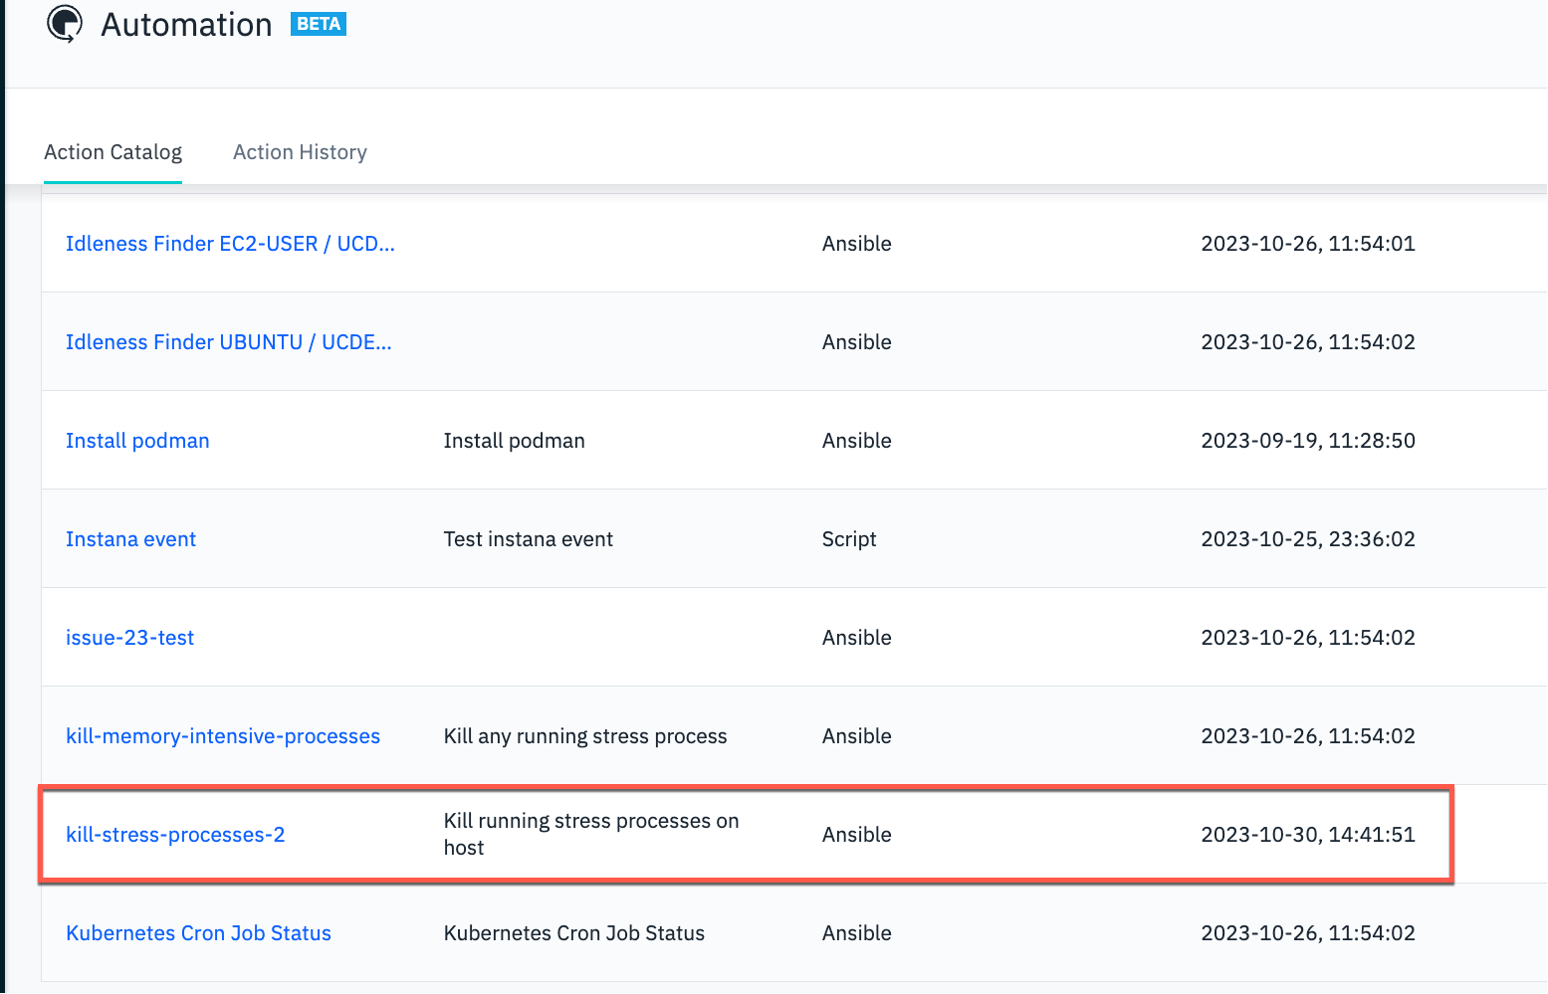 Automation BETA
Action Catalog Action History
Idleness Finder EC2-USER / UCD... Ansible 2023-10-26, 11:54:01
Idleness Finder UBUNTU / UCDE... Ansible 2023-10-26, 11:54:02
Install podman Install podman Ansible 2023-09-19, 11:28:50
Instana event Test instana event Script 2023-10-25, 23:36:02
issue-23-test Ansible 2023-10-26, 11:54:02
kill-memory-intensive-processes Kill any running stress process Ansible 2023-10-26, 11:54:02
kill-stress-processes-2 Kill running stress processes on
host Ansible 2023-10-30, 14:41:51
Kubernetes Cron Job Status Kubernetes Cron Job Status Ansible 2023-10-26, 11:54:02